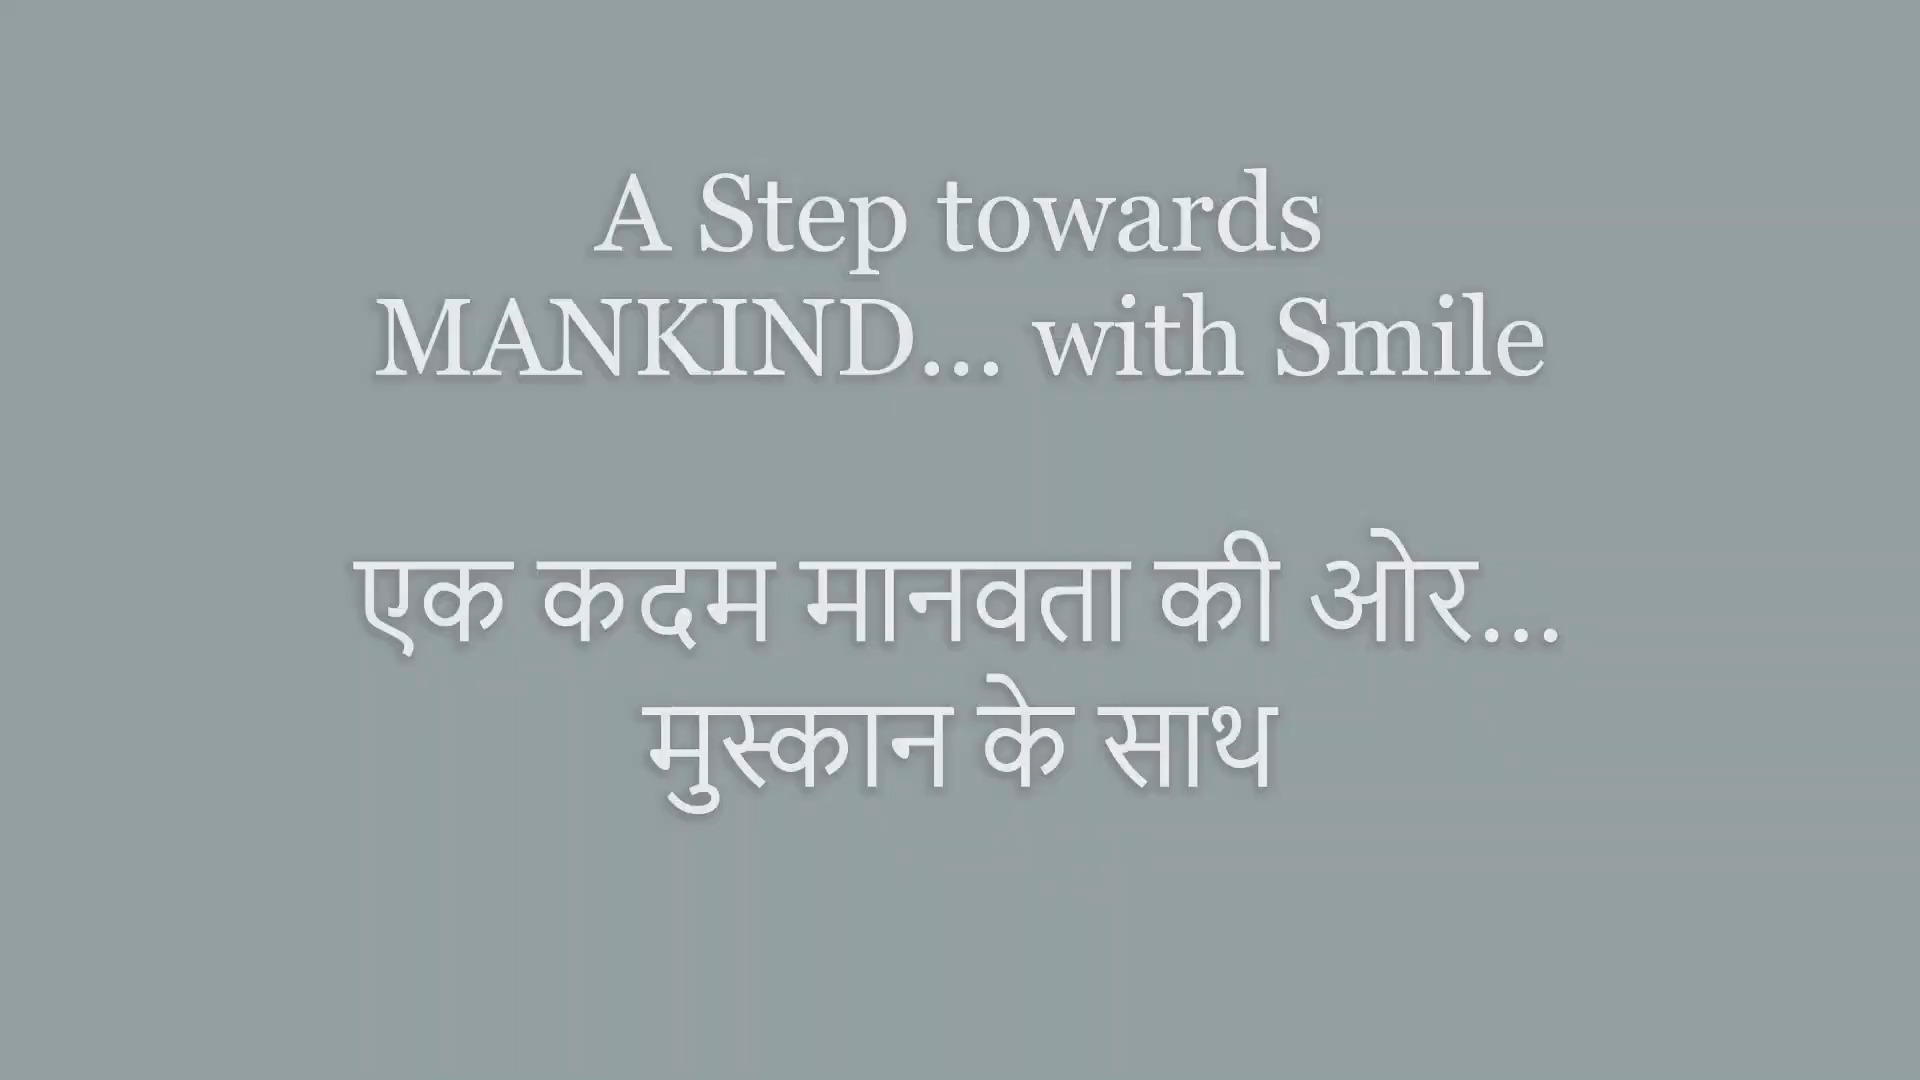 A Step towards
MANKIND... with Smile
एक कदम मानवता की ओर...
मुस्कान के साथ